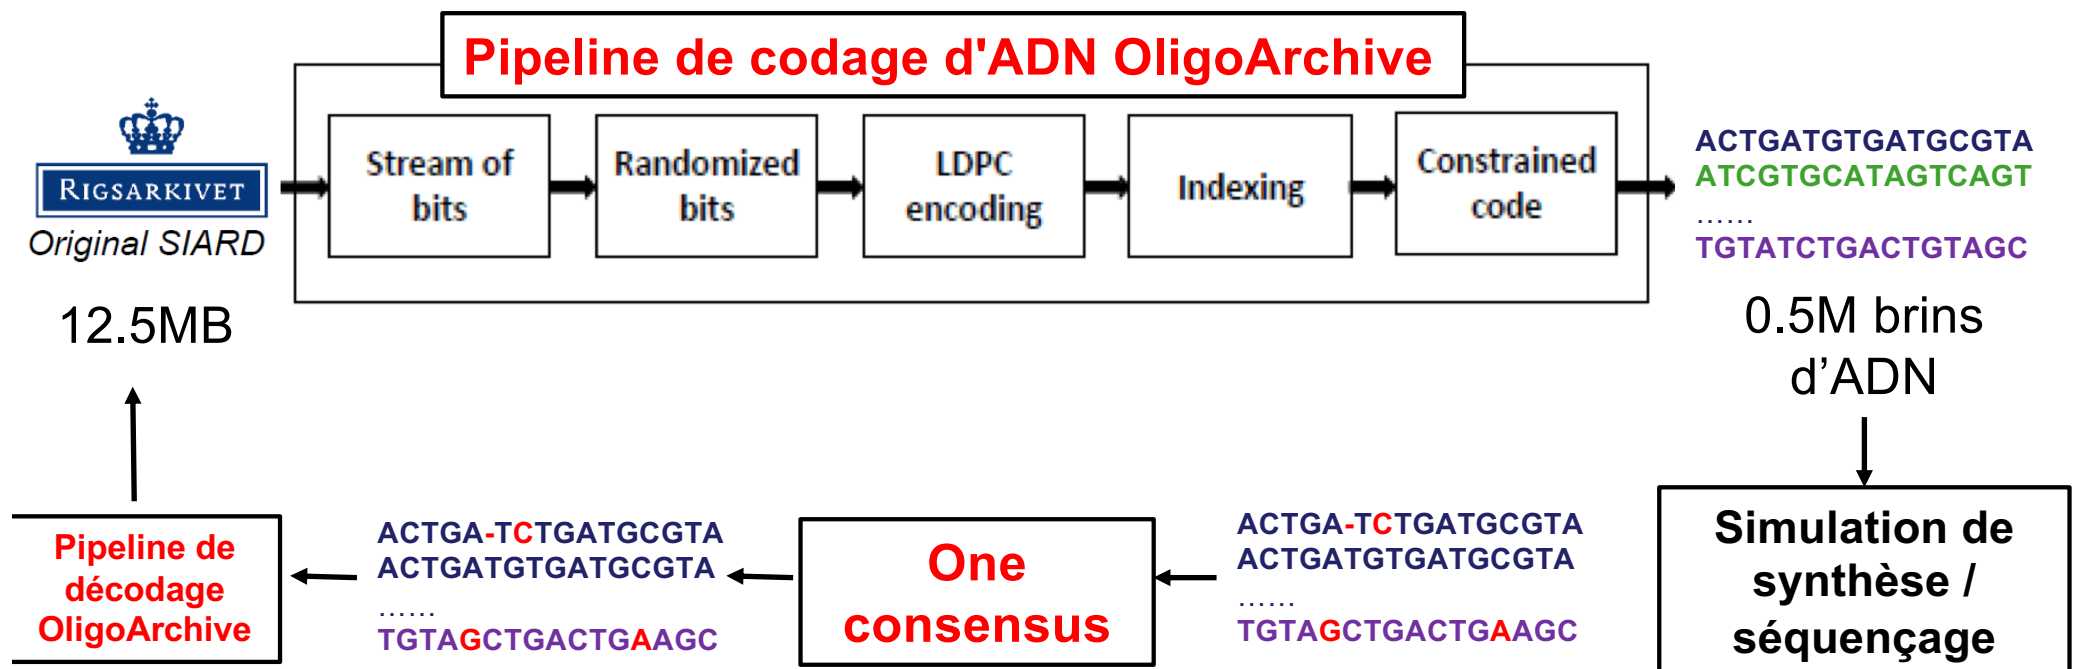 Pipeline de codage d'ADN OligoArchive
RIGSARKIVET
Original SIARD
12.5MB
Stream of
bits
Randomized
bits
LDPC
encoding
Indexing
Constrained
code
ACTGATGTGATGCGTA
ATCGTGCATAGTCAGT
......
TGTATCTGACTGTAGC
0.5M brins
d’ADN
Simulation de
synthèse /
séquençage
ACTGA-TCTGATGCGTA
ACTGATGTGATGCGTA
......
TGTAGCTGACTGAAGC
One
consensus
ACTGA-TCTGATGCGTA
ACTGATGTGATGCGTA
......
TGTAGCTGACTGAAGC
Pipeline de
décodage
OligoArchive